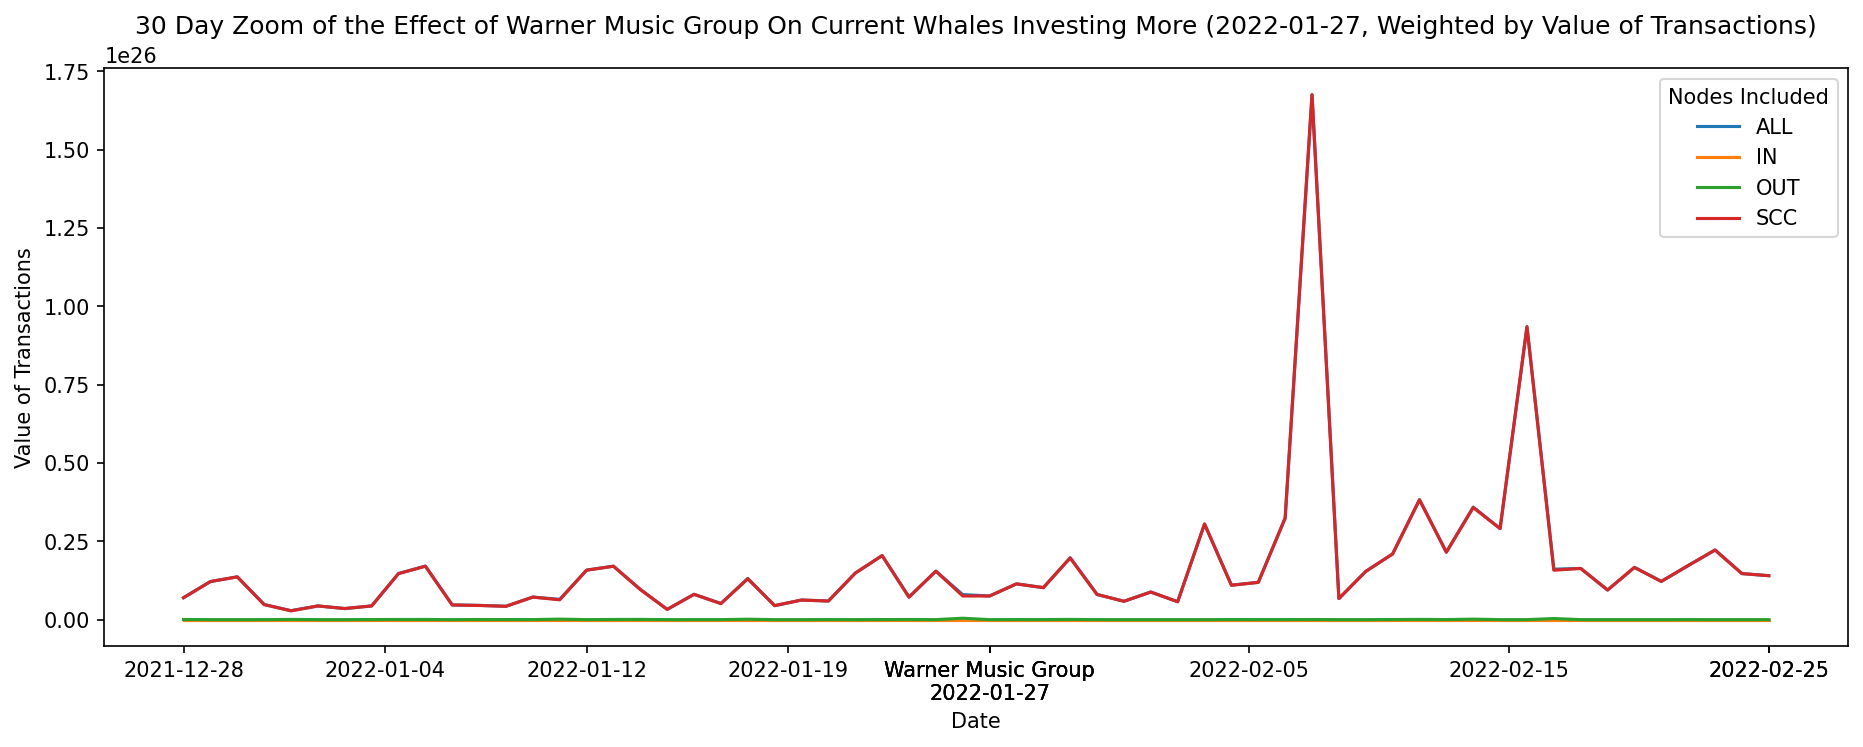 30 Day Zoom of the Effect of Warner Music Group On Current Whales Investing More (2022-01-27, Weighted by Value of Transactions)
1e26
1.75
1.50
1.25
1.00
0.75
0.50
0.25
0.00
Value of Transactions
Nodes Included
ALL
IN
OUT
SCC
2021-12-28 2022-01-04 2022-01-12 2022-01-19 Warner Music Group 2022-02-05 2022-02-15 2022-02-25
2022-01-27
Date